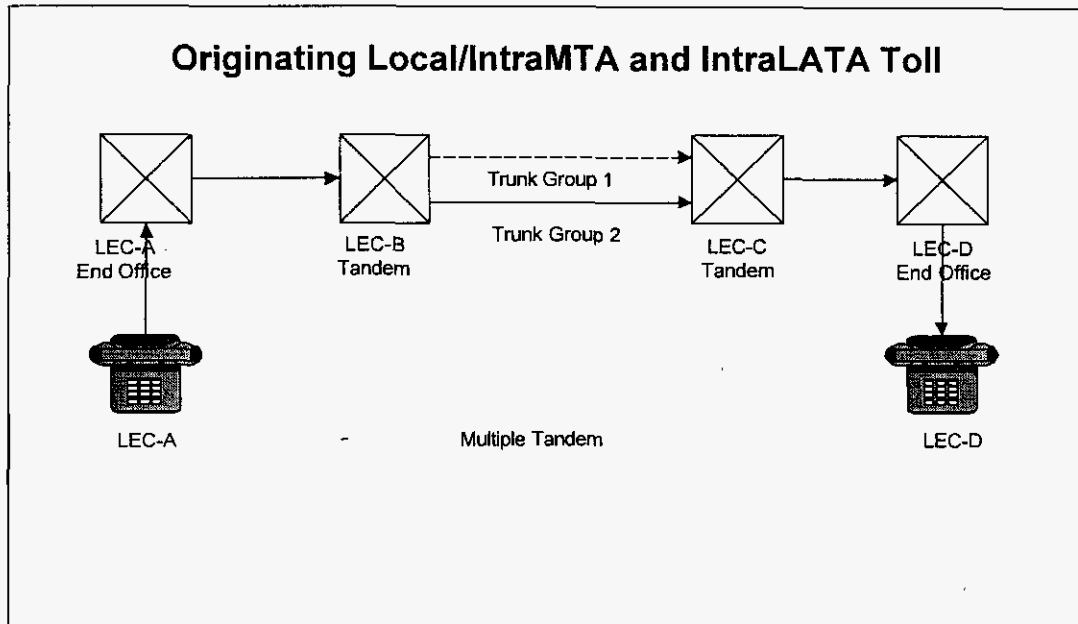 Originating Local/IntraMTA and IntraLATA Toll
Trunk Group 1
Trunk Group 2
LEC-A
End Office
LEC-B
Tandem
LEC-C
Tandem
LEC-D
End Office
LEC-A
Multiple Tandem
LEC-D